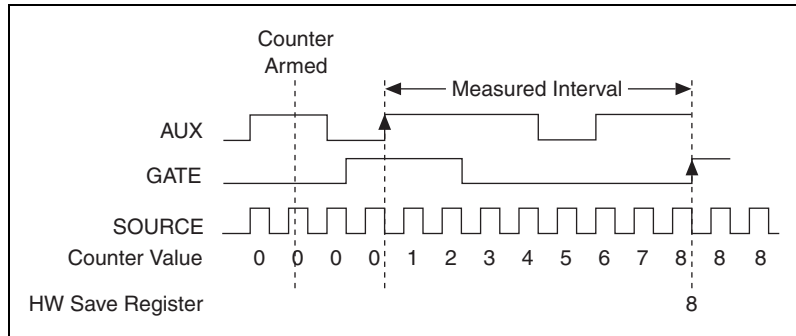 Counter
Armed
Measured Interval
AUX
GATE
SOURCE
Counter Value 0 0 0 0 1 2 3 4 5 6 7 8 8 8
HW Save Register 8